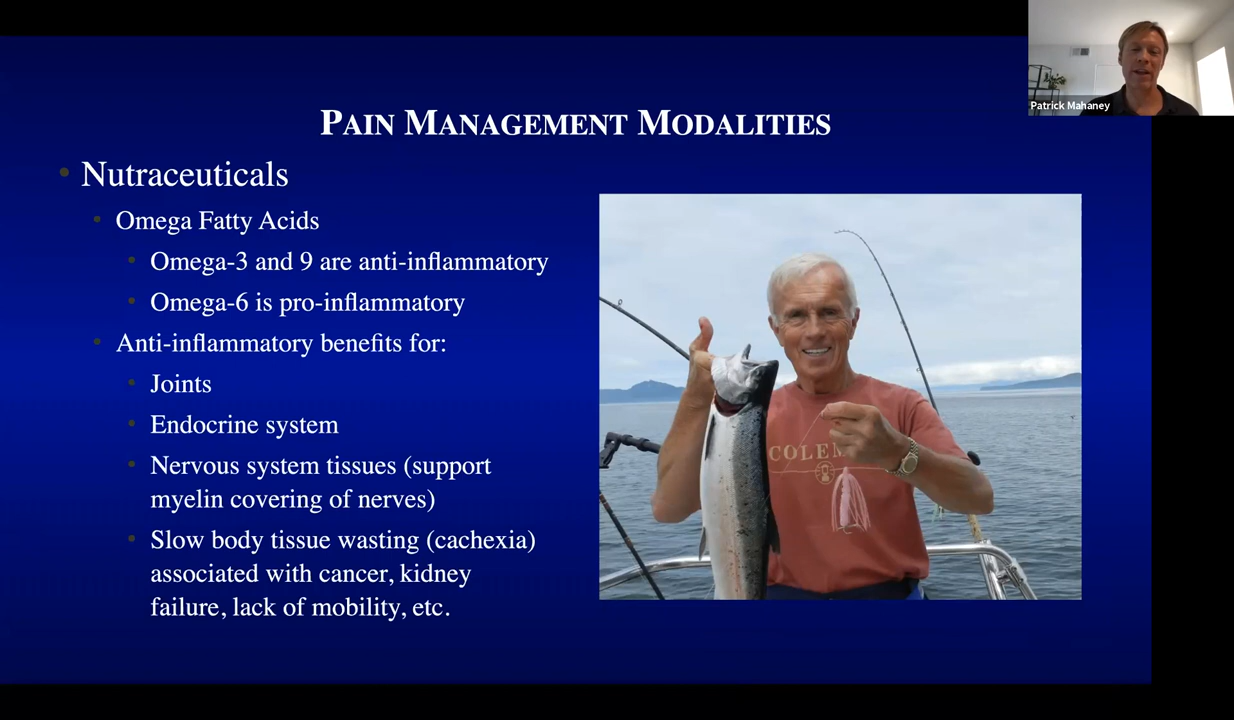 Patrick Mahaney
PAIN MANAGEMENT MODALITIES
• Nutraceuticals
• Omega Fatty Acids
• Omega-3 and 9 are anti-inflammatory
• Omega-6 is pro-inflammatory
• Anti-inflammatory benefits for:
• Joints
• Endocrine system
• Nervous system tissues (support
myelin covering of nerves)
• Slow body tissue wasting (cachexia)
associated with cancer, kidney
failure, lack of mobility, etc.